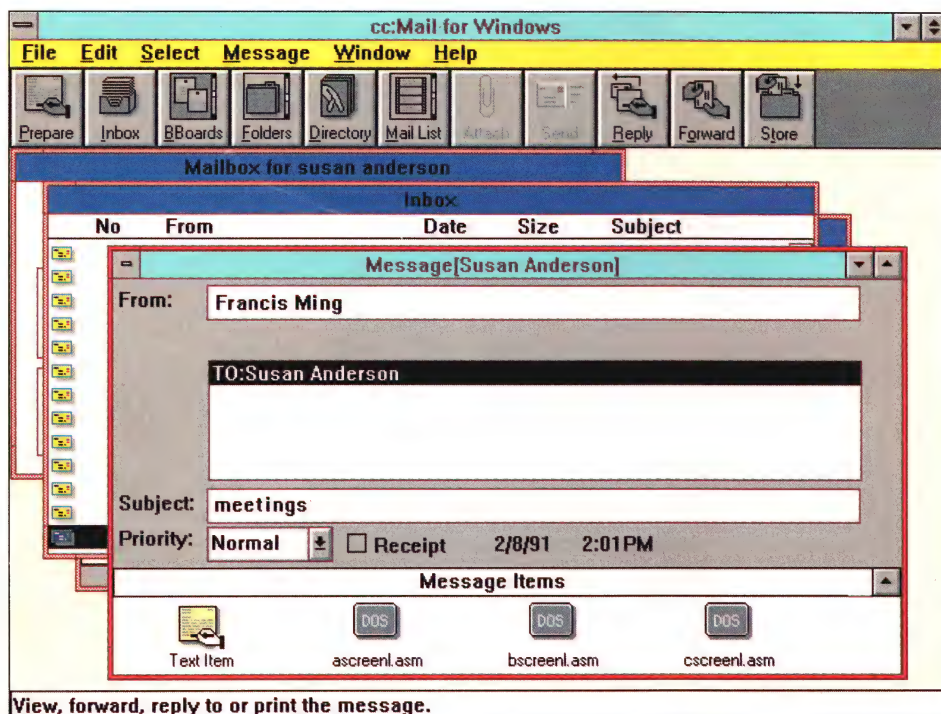 cc:Mail for Windows
File Edit Select Message Window Help
Prepare Inbox BBoards Folders Directory Mail List Attach Send Reply Forward Store
Mailbox for susan anderson
Inbox
No From Date Size Subject
Message[Susan Anderson]
From: Francis Ming
TO:Susan Anderson
Subject: meetings
Priority: Normal Receipt 2/8/91 2:01PM
Message Items
DOS DOS DOS
Text Item ascreenl.asm bscreenl.asm cscreenl.asm
View, forward, reply to or print the message.